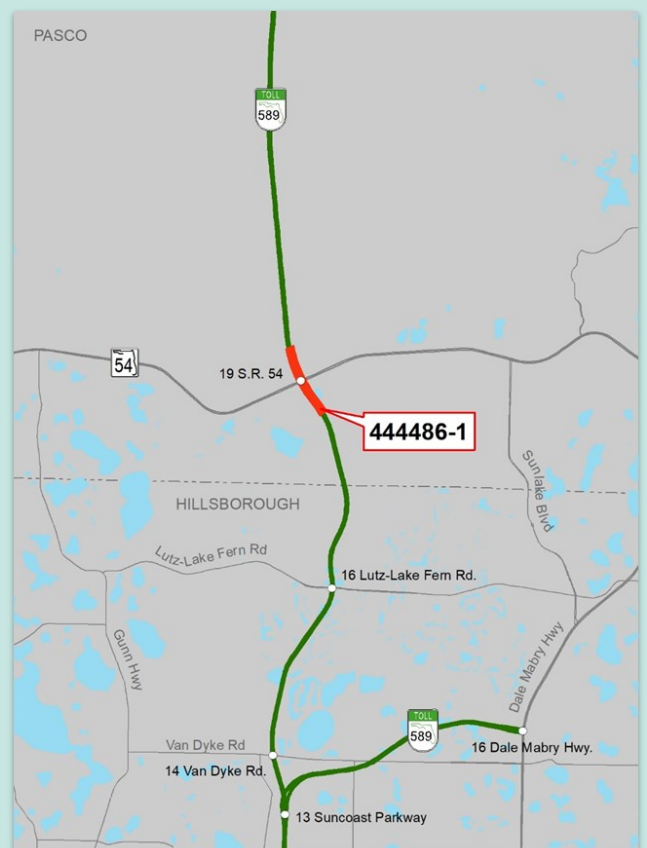 PASCO
TOLL
589
54
19 S.R. 54
444486-1
Sunlake Blvd
HILLSBOROUGH
Lutz-Lake Fern Rd
16 Lutz-Lake Fern Rd.
Gunn Hwy
Dale Mabry Hwy
TOLL
589
Van Dyke Rd
16 Dale Mabry Hwy.
14 Van Dyke Rd.
13 Suncoast Parkway